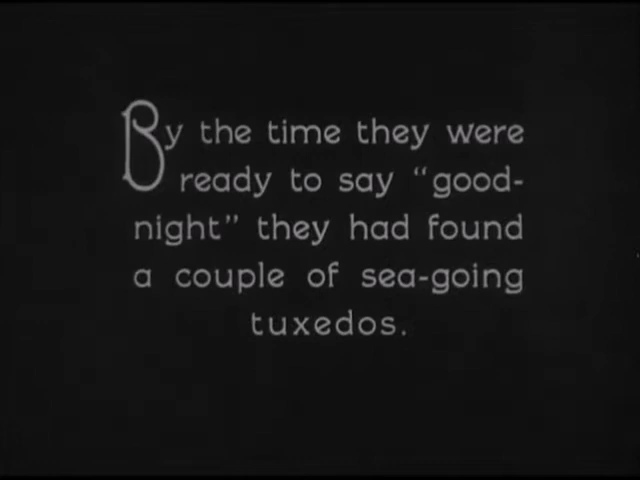 By the time they were
ready to say "good-
night" they had found
a couple of sea-going
tuxedos.